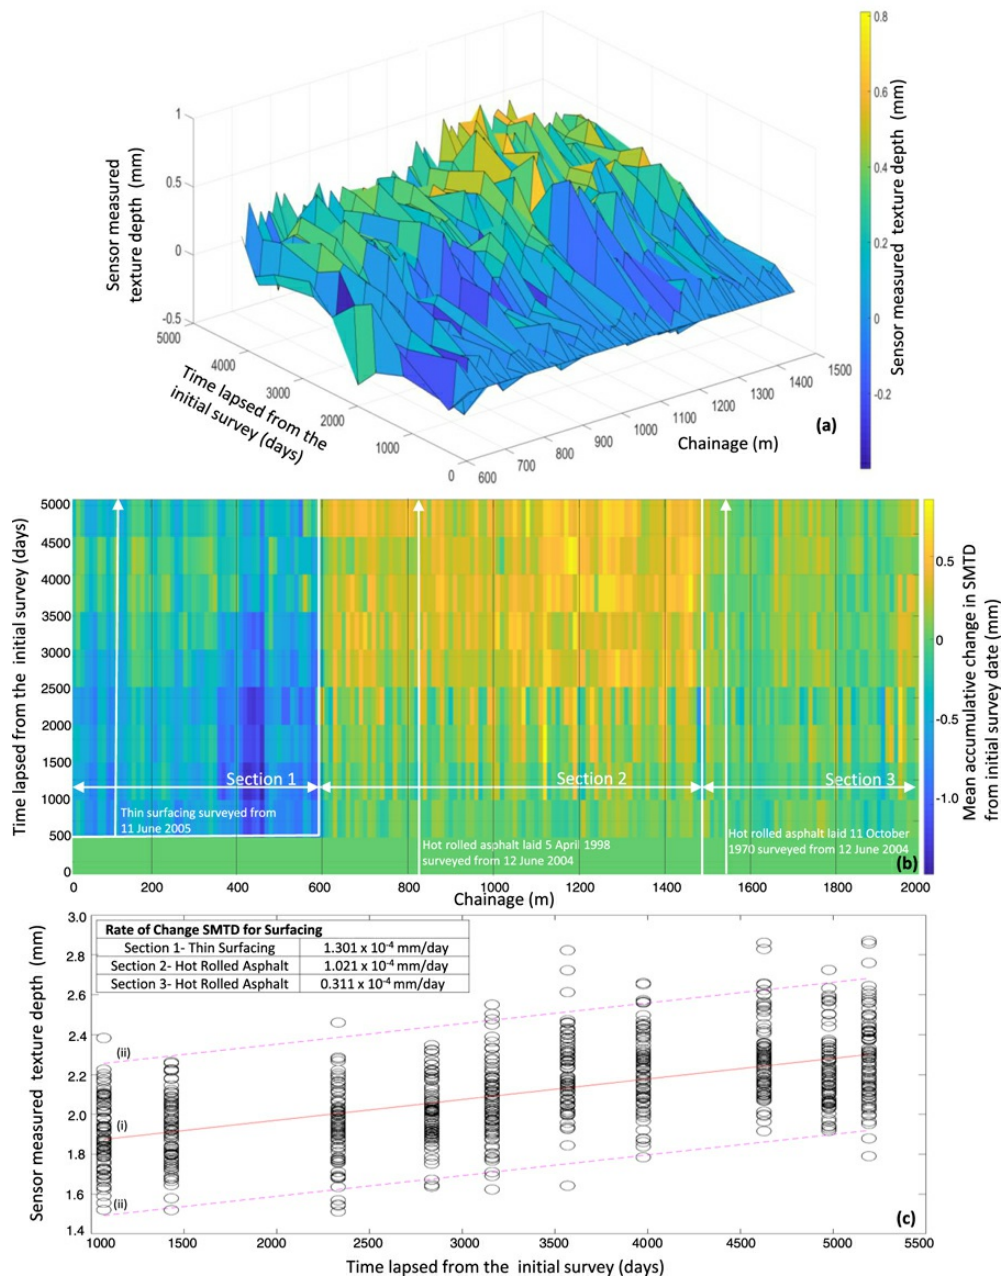 0.8
0.6
0.4
0.2
0
-0.2
Sensor measured texture depth (mm)
1
0.5
0
-0.5
Sensor measured
texture depth (mm)
5000
4000
3000
2000
1000
0
Time lapsed from the
initial survey (days)
600
700
800
900
1000
1100
1200
1300
1400
1500
Chainage (m)
(a)
5000
4500
4000
3500
3000
2500
2000
1500
1000
500
0
Time lapsed from the initial survey (days)
Section 1
Section 2
Section 3
Thin surfacing surveyed from
11 June 2005
Hot rolled asphalt laid 5 April 1998
surveyed from 12 June 2004
Hot rolled asphalt laid 11 October
1970 surveyed from 12 June 2004
(b)
0 200 400 600 800 1000 1200 1400 1600 1800 2000
Chainage (m)
0.5
0
-0.5
-1.0
Mean accumulative change in SMTD
from initial survey date (mm)
3.0
2.8
2.6
2.4
2.2
2.0
1.8
1.6
1.4
Sensor measured texture depth (mm)
Rate of Change SMTD for Surfacing
Section 1- Thin Surfacing 1.301 x 10⁻⁴ mm/day
Section 2- Hot Rolled Asphalt 1.021 x 10⁻⁴ mm/day
Section 3- Hot Rolled Asphalt 0.311 x 10⁻⁴ mm/day
(ii)
(i)
(ii)
(c)
1000 1500 2000 2500 3000 3500 4000 4500 5000 5500
Time lapsed from the initial survey (days)